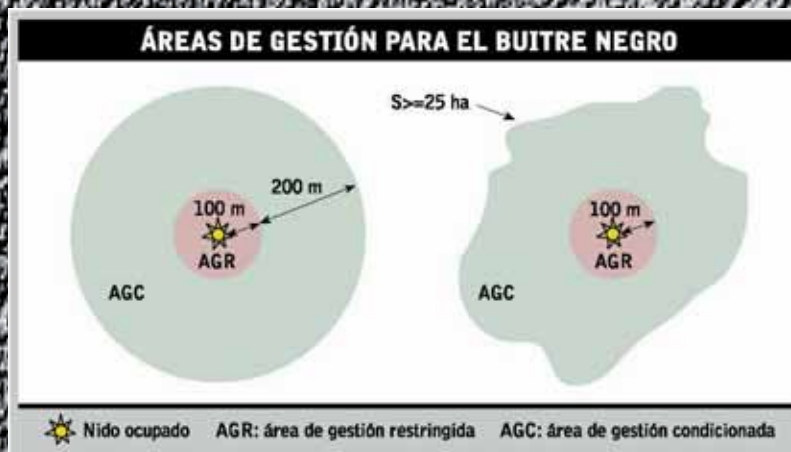 ÁREAS DE GESTIÓN PARA EL BUITRE NEGRO
S>=25 ha
200 m
100 m
AGR
AGC
100 m
AGR
AGC
Nido ocupado AGR: área de gestión restringida AGC: área de gestión condicionada